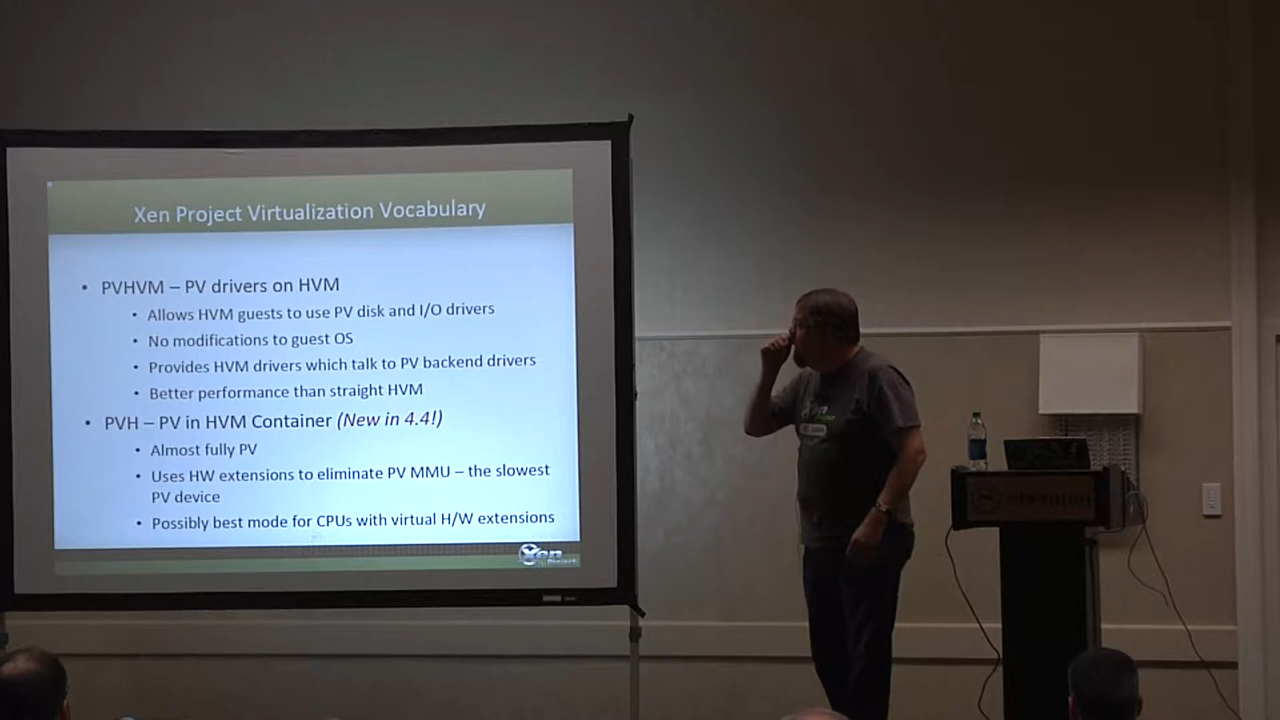 Xen Project Virtualization Vocabulary
• PVHVM – PV drivers on HVM
• Allows HVM guests to use PV disk and I/O drivers
• No modifications to guest OS
• Provides HVM drivers which talk to PV backend drivers
• Better performance than straight HVM
• PVH – PV in HVM Container (New in 4.4!)
• Almost fully PV
• Uses HW extensions to eliminate PV MMU – the slowest
PV device
• Possibly best mode for CPUs with virtual H/W extensions
Xen
Project
Sheraton